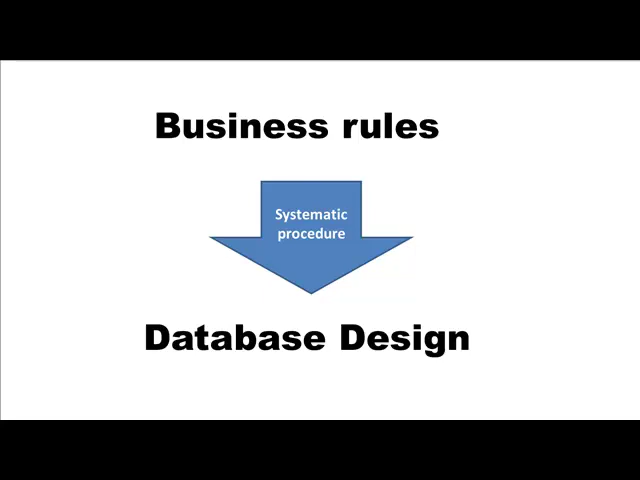 Business rules
Systematic
procedure
Database Design